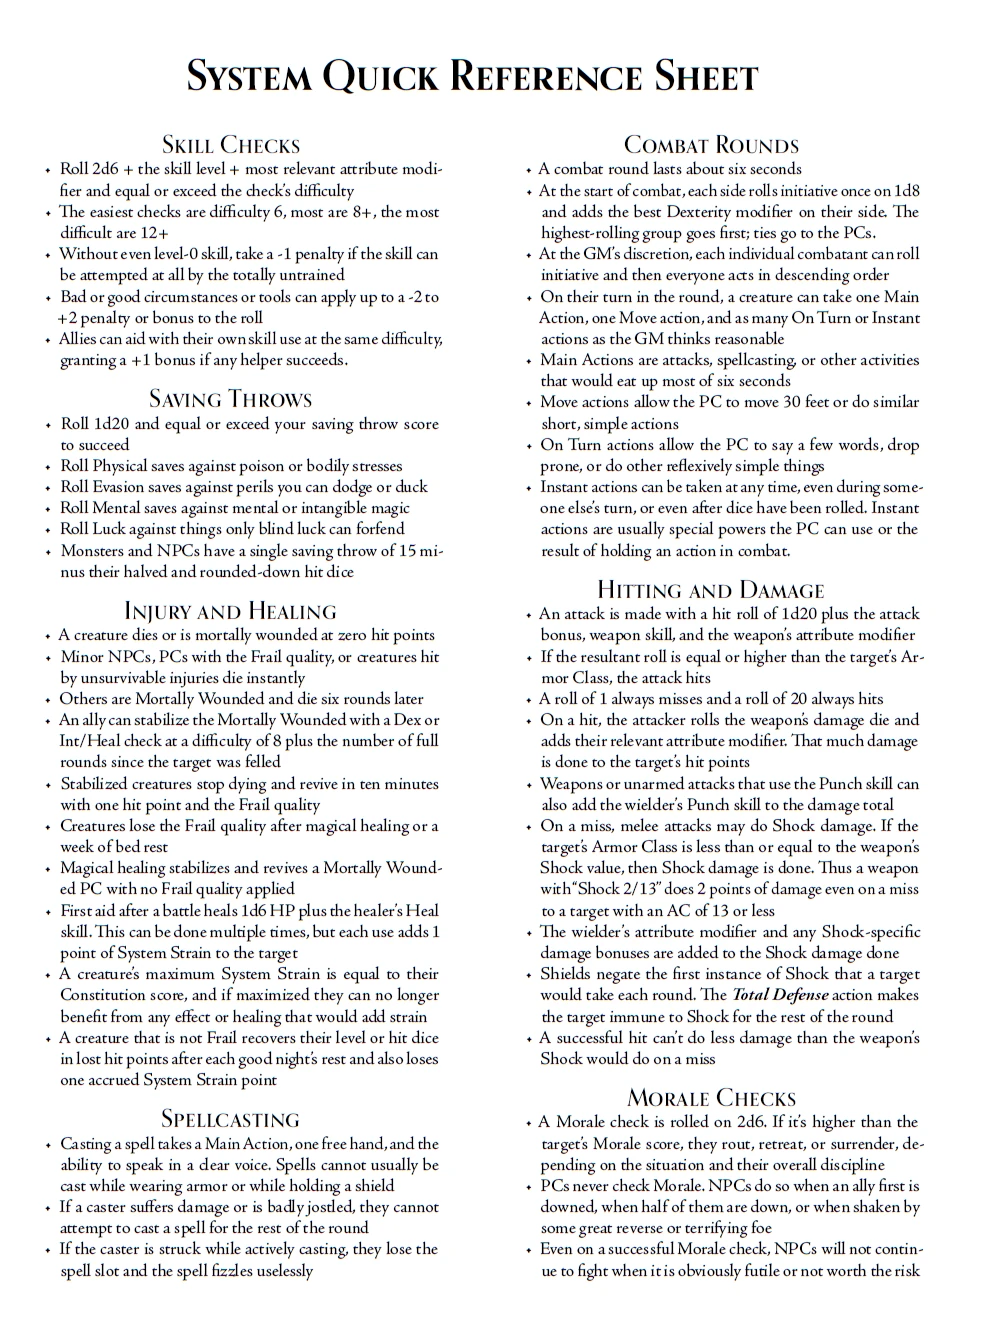 System Quick Reference Sheet
Skill Checks
Roll 2d6 + the skill level + most relevant attribute modi-
fier and equal or exceed the check's difficulty
The easiest checks are difficulty 6, most are 8+, the most
difficult are 12+
Without even level-0 skill, take a -1 penalty if the skill can
be attempted at all by the totally untrained
Bad or good circumstances or tools can apply up to a -2 to
+2 penalty or bonus to the roll
Allies can aid with their own skill use at the same difficulty,
granting a +1 bonus if any helper succeeds.
Saving Throws
Roll 1d20 and equal or exceed your saving throw score
to succeed
Roll Physical saves against poison or bodily stresses
Roll Evasion saves against perils you can dodge or duck
Roll Mental saves against mental or intangible magic
Roll Luck against things only blind luck can forfend
Monsters and NPCs have a single saving throw of 15 mi-
nus their halved and rounded-down hit dice
Injury and Healing
A creature dies or is mortally wounded at zero hit points
Minor NPCs, PCs with the Frail quality, or creatures hit
by unsurvivable injuries die instantly
Others are Mortally Wounded and die six rounds later
An ally can stabilize the Mortally Wounded with a Dex or
Int/Heal check at a difficulty of 8 plus the number of full
rounds since the target was felled
Stabilized creatures stop dying and revive in ten minutes
with one hit point and the Frail quality
Creatures lose the Frail quality after magical healing or a
week of bed rest
Magical healing stabilizes and revives a Mortally Wound-
ed PC with no Frail quality applied
First aid after a battle heals 1d6 HP plus the healer's Heal
skill. This can be done multiple times, but each use adds 1
point of System Strain to the target
A creature's maximum System Strain is equal to their
Constitution score, and if maximized they can no longer
benefit from any effect or healing that would add strain
A creature that is not Frail recovers their level or hit dice
in lost hit points after each good night's rest and also loses
one accrued System Strain point
Spellcasting
Casting a spell takes a Main Action, one free hand, and the
ability to speak in a clear voice. Spells cannot usually be
cast while wearing armor or while holding a shield
If a caster suffers damage or is badly jostled, they cannot
attempt to cast a spell for the rest of the round
If the caster is struck while actively casting, they lose the
spell slot and the spell fizzles uselessly
Combat Rounds
A combat round lasts about six seconds
At the start of combat, each side rolls initiative once on 1d8
and adds the best Dexterity modifier on their side. The
highest-rolling group goes first; ties go to the PCs.
At the GM's discretion, each individual combatant can roll
initiative and then everyone acts in descending order
On their turn in the round, a creature can take one Main
Action, one Move action, and as many On Turn or Instant
actions as the GM thinks reasonable
Main Actions are attacks, spellcasting, or other activities
that would eat up most of six seconds
Move actions allow the PC to move 30 feet or do similar
short, simple actions
On Turn actions allow the PC to say a few words, drop
prone, or do other reflexively simple things
Instant actions can be taken at any time, even during some-
one else's turn, or even after dice have been rolled. Instant
actions are usually special powers the PC can use or the
result of holding an action in combat.
Hitting and Damage
An attack is made with a hit roll of 1d20 plus the attack
bonus, weapon skill, and the weapon's attribute modifier
If the resultant roll is equal or higher than the target's Ar-
mor Class, the attack hits
A roll of 1 always misses and a roll of 20 always hits
On a hit, the attacker rolls the weapon's damage die and
adds their relevant attribute modifier. That much damage
is done to the target's hit points
Weapons or unarmed attacks that use the Punch skill can
also add the wielder's Punch skill to the damage total
On a miss, melee attacks may do Shock damage. If the
target's Armor Class is less than or equal to the weapon's
Shock value, then Shock damage is done. Thus a weapon
with "Shock 2/13" does 2 points of damage even on a miss
to a target with an AC of 13 or less
The wielder's attribute modifier and any Shock-specific
damage bonuses are added to the Shock damage done
Shields negate the first instance of Shock that a target
would take each round. The Total Defense action makes
the target immune to Shock for the rest of the round
A successful hit can't do less damage than the weapon's
Shock would do on a miss
Morale Checks
A Morale check is rolled on 2d6. If it's higher than the
target's Morale score, they rout, retreat, or surrender, de-
pending on the situation and their overall discipline
PCs never check Morale. NPCs do so when an ally first is
downed, when half of them are down, or when shaken by
some great reverse or terrifying foe
Even on a successful Morale check, NPCs will not contin-
ue to fight when it is obviously futile or not worth the risk